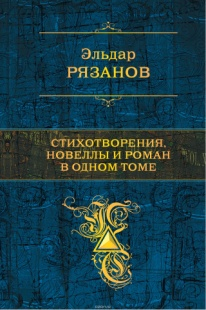 Эльдар
РЯЗАНОВ
СТИХОТВОРЕНИЯ,
НОВЕЛЛЫ И РОМАН
В ОДНОМ ТОМЕ